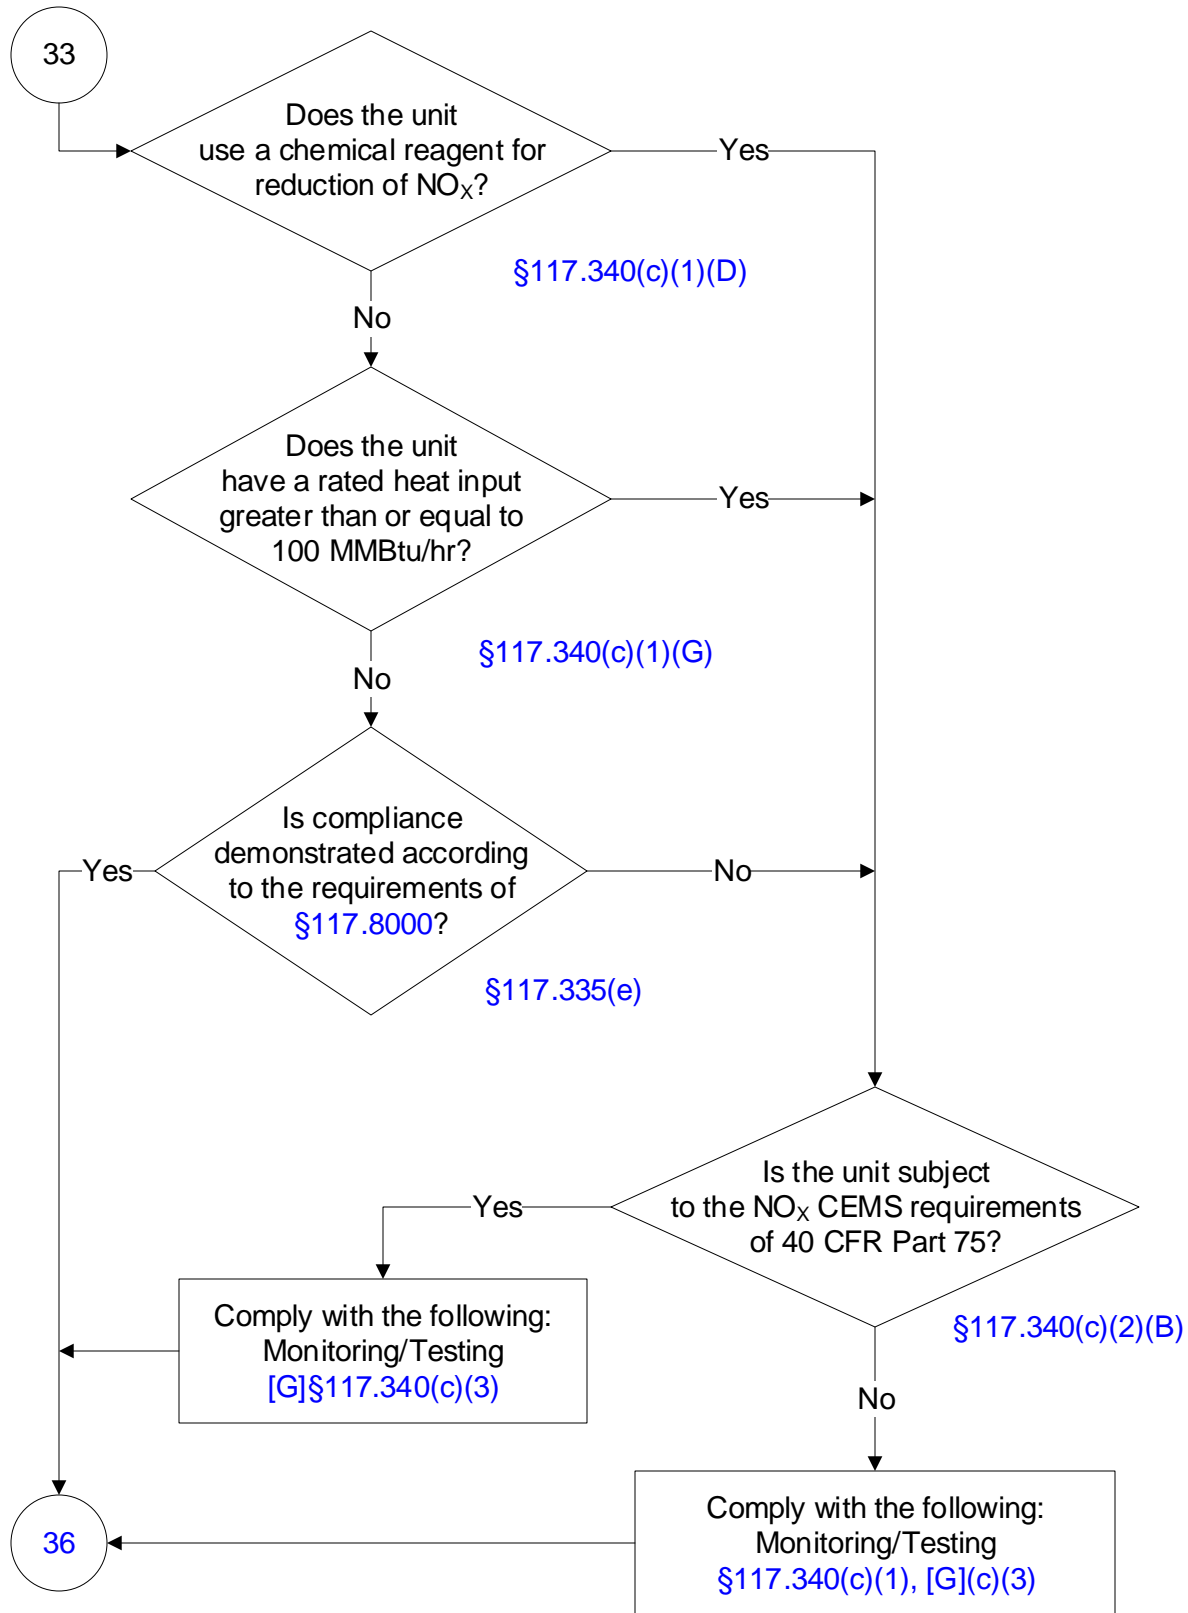 33
Does the unit
use a chemical reagent for
reduction of NOX?
Yes
§117.340(c)(1)(D)
No
Does the unit
have a rated heat input
greater than or equal to
100 MMBtu/hr?
Yes
§117.340(c)(1)(G)
No
Is compliance
demonstrated according
to the requirements of
§117.8000?
Yes
No
§117.335(e)
Is the unit subject
to the NOX CEMS requirements
of 40 CFR Part 75?
Yes
§117.340(c)(2)(B)
Comply with the following:
Monitoring/Testing
[G]§117.340(c)(3)
No
Comply with the following:
Monitoring/Testing
§117.340(c)(1), [G](c)(3)
36